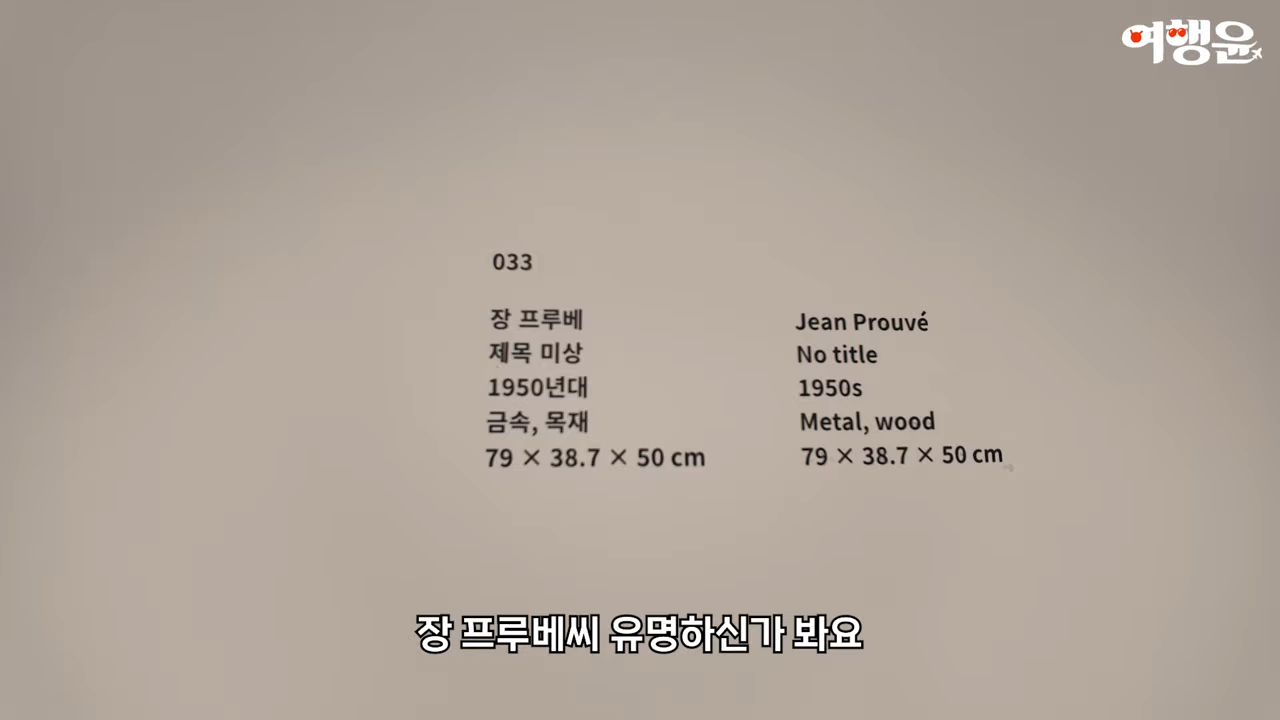 여행윤
033
장 프루베
제목 미상
1950년대
금속, 목재
79 × 38.7 × 50 cm
Jean Prouvé
No title
1950s
Metal, wood
79 × 38.7 × 50 cm
장 프루베씨 유명하신가 봐요